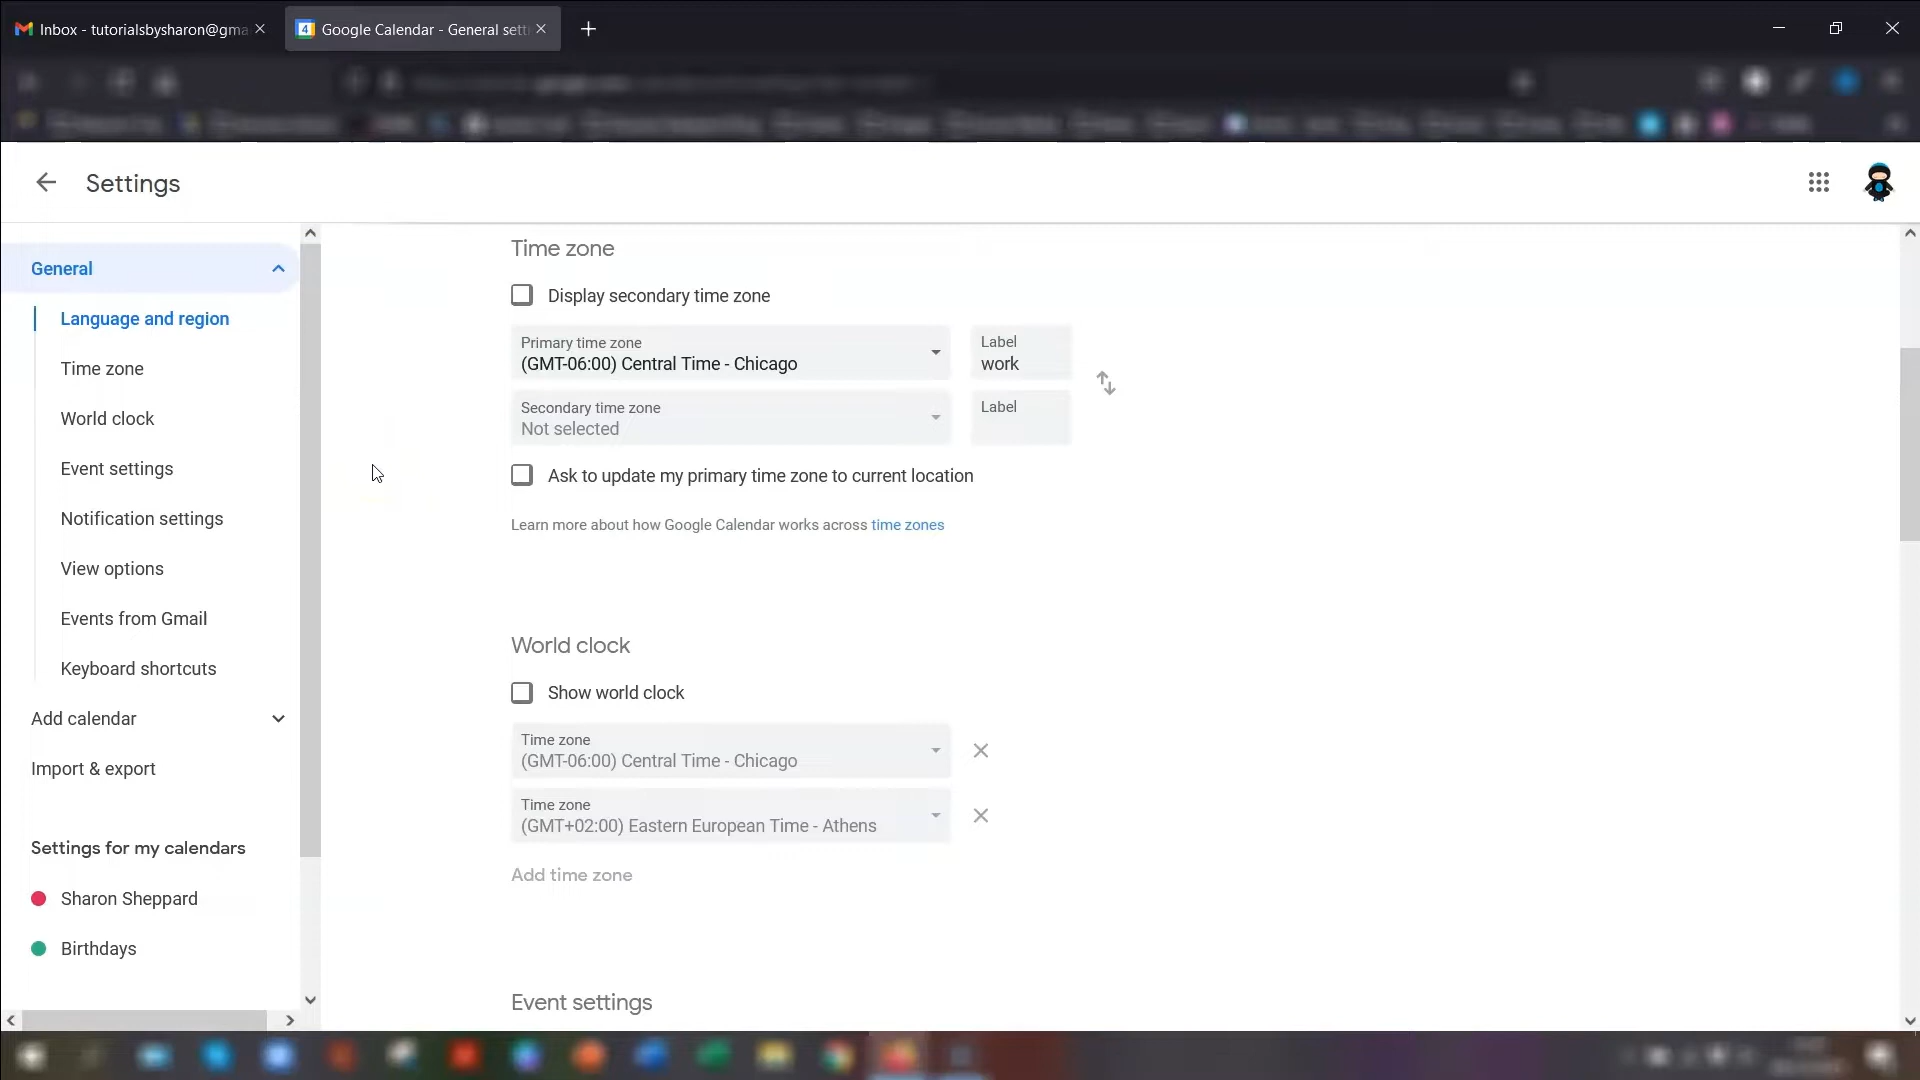 Inbox - tutorialsbysharon@gma
Google Calendar - General setti
Settings
General
Language and region
Time zone
World clock
Event settings
Notification settings
View options
Events from Gmail
Keyboard shortcuts
Add calendar
Import & export
Settings for my calendars
Sharon Sheppard
Birthdays
Time zone
Display secondary time zone
Primary time zone
(GMT-06:00) Central Time - Chicago
Label
work
Secondary time zone
Not selected
Label
Ask to update my primary time zone to current location
Learn more about how Google Calendar works across time zones
World clock
Show world clock
Time zone
(GMT-06:00) Central Time - Chicago
Time zone
(GMT+02:00) Eastern European Time - Athens
Add time zone
Event settings